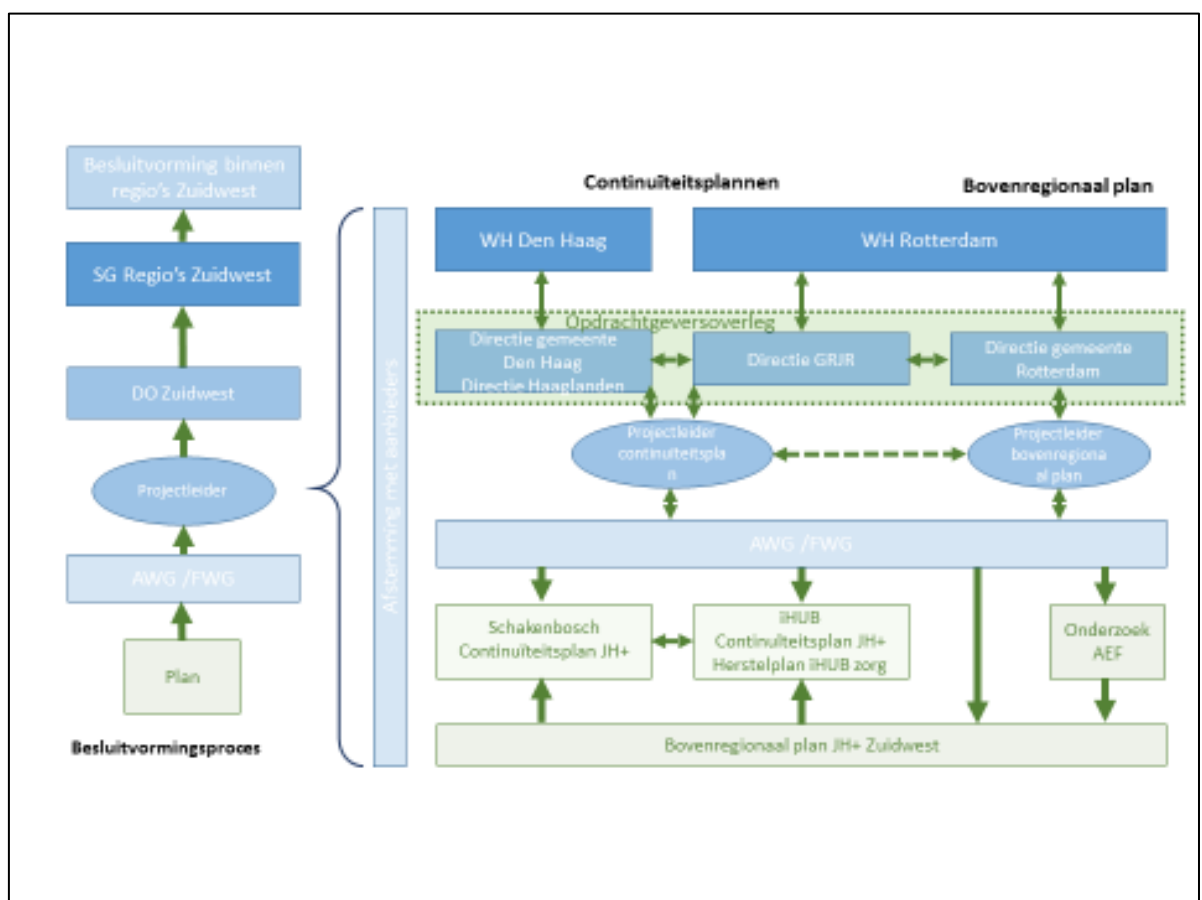 Besluitvorming binnen
regio's Zuidwest
SG Regio's Zuidwest
DO Zuidwest
Projectleider
AWG /FWG
Plan
Besluitvormingsproces
Afstemming met aanbieders
Continuïteitsplannen
Bovenregionaal plan
WH Den Haag
WH Rotterdam
Opdrachtgeversoverleg
Directie gemeente
Den Haag
Directie Haaglanden
Directie GRJR
Directie gemeente
Rotterdam
Projectleider
continuïteitspla
n
Projectleider
bovenregiona
al plan
AWG /FWG
Schakenbosch
Continuïteitsplan JH+
iHUB
Continuïteitsplan JH+
Herstelplan iHUB zorg
Onderzoek
AEF
Bovenregionaal plan JH+ Zuidwest